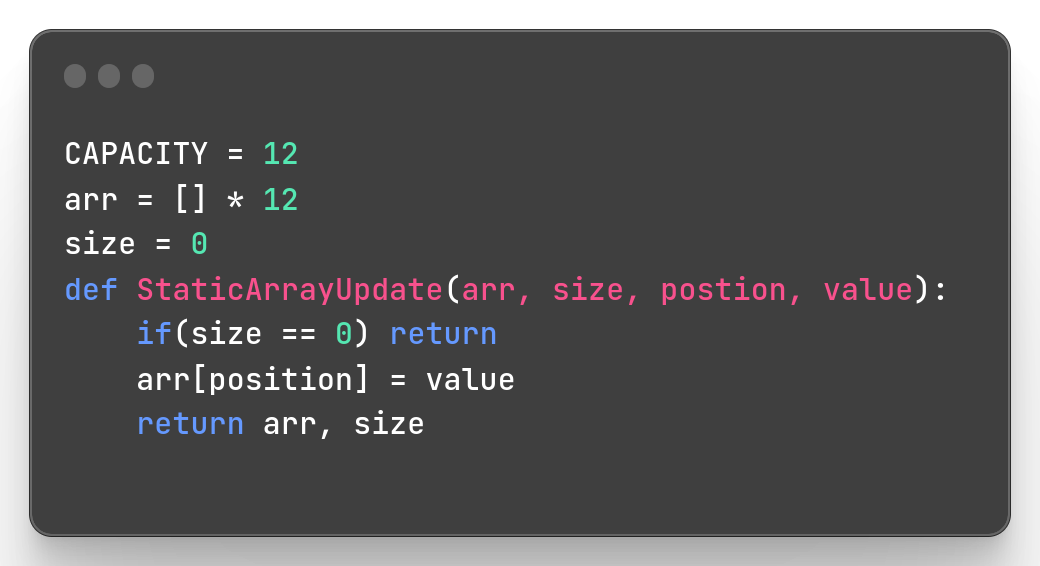 CAPACITY = 12
arr = [] * 12
size = 0
def StaticArrayUpdate(arr, size, postion, value):
    if(size == 0) return
    arr[position] = value
    return arr, size